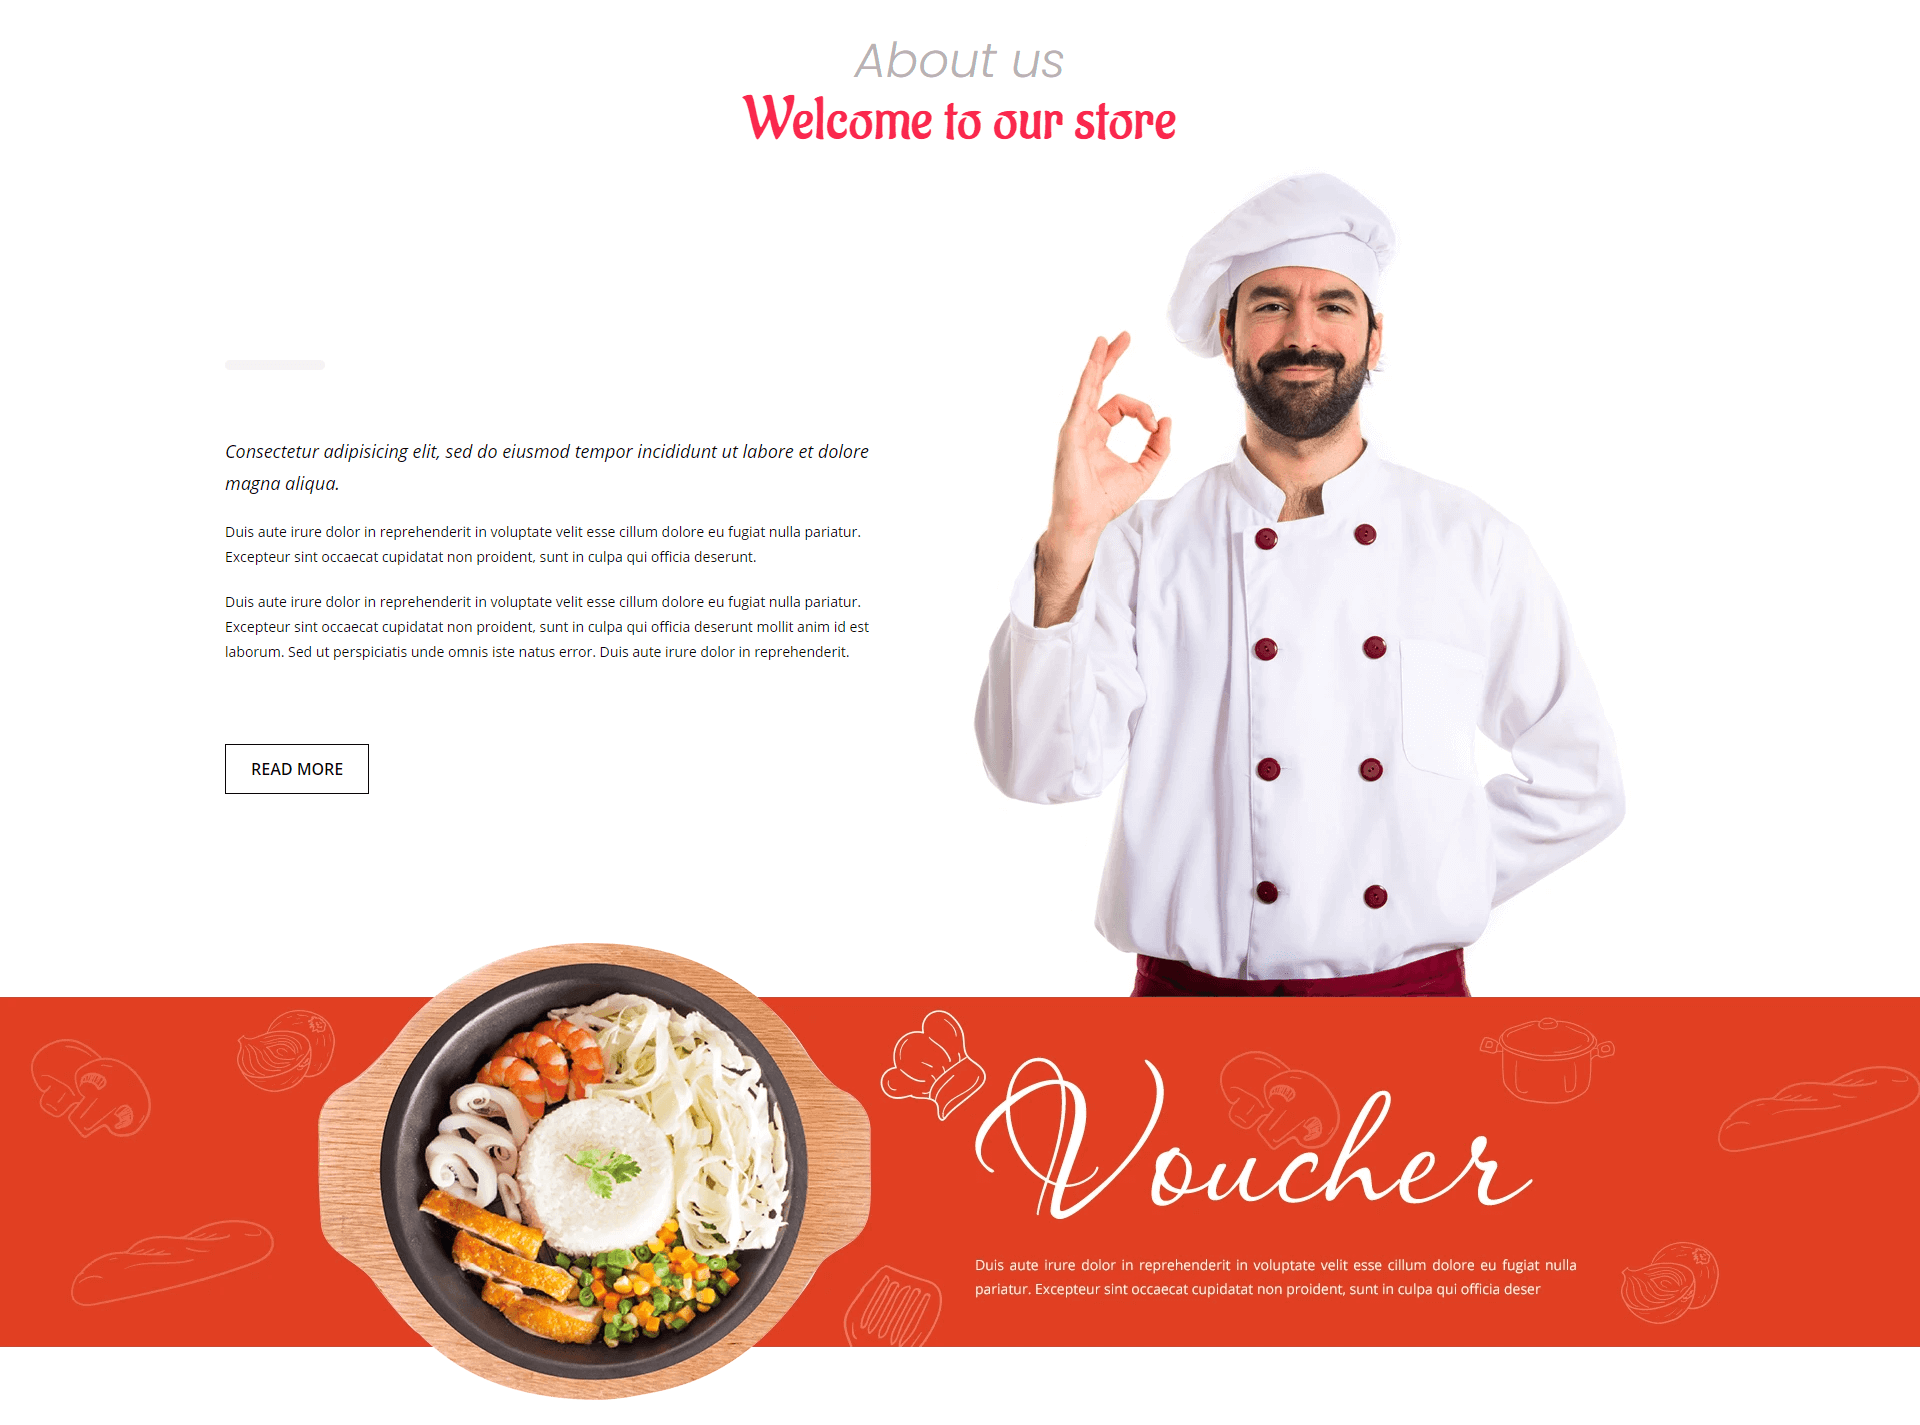 About us
Welcome to our store
Consectetur adipisicing elit, sed do eiusmod tempor incididunt ut labore et dolore
magna aliqua.
Duis aute irure dolor in reprehenderit in voluptate velit esse cillum dolore eu fugiat nulla pariatur.
Excepteur sint occaecat cupidatat non proident, sunt in culpa qui officia deserunt.
Duis aute irure dolor in reprehenderit in voluptate velit esse cillum dolore eu fugiat nulla pariatur.
Excepteur sint occaecat cupidatat non proident, sunt in culpa qui officia deserunt mollit anim id est
laborum. Sed ut perspiciatis unde omnis iste natus error. Duis aute irure dolor in reprehenderit.
READ MORE
Voucher
Duis aute irure dolor in reprehenderit in voluptate velit esse cillum dolore eu fugiat nulla
pariatur. Excepteur sint occaecat cupidatat non proident, sunt in culpa qui officia deser